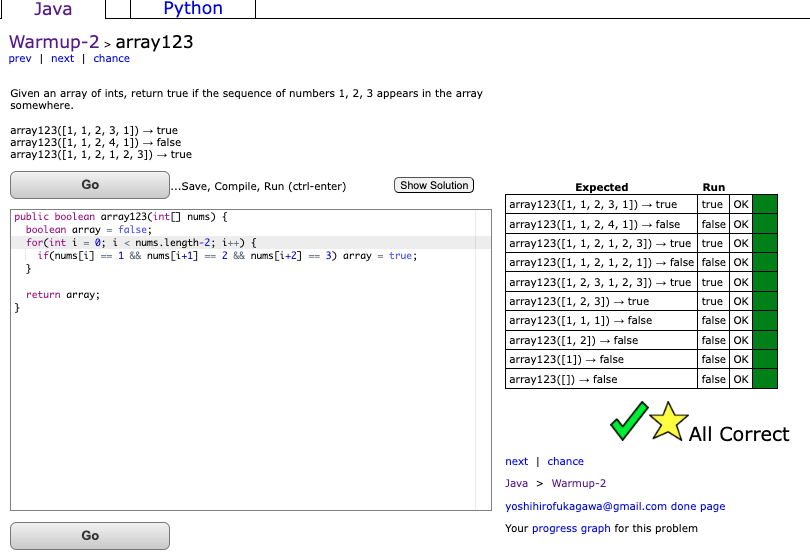 Java Python
Warmup-2 > array123
prev | next | chance
Given an array of ints, return true if the sequence of numbers 1, 2, 3 appears in the array
somewhere.
array123([1, 1, 2, 3, 1]) → true
array123([1, 1, 2, 4, 1]) → false
array123([1, 1, 2, 1, 2, 3]) → true
Go ...Save, Compile, Run (ctrl-enter) Show Solution
public boolean array123(int[] nums) {
  boolean array = false;
  for(int i = 0; i < nums.length-2; i++) {
    if(nums[i] == 1 && nums[i+1] == 2 && nums[i+2] == 3) array = true;
  }
  return array;
}
Go
Expected Run
array123([1, 1, 2, 3, 1]) → true true OK
array123([1, 1, 2, 4, 1]) → false false OK
array123([1, 1, 2, 1, 2, 3]) → true true OK
array123([1, 1, 2, 1, 2, 1]) → false false OK
array123([1, 2, 3, 1, 2, 3]) → true true OK
array123([1, 2, 3]) → true true OK
array123([1, 1, 1]) → false false OK
array123([1, 2]) → false false OK
array123([1]) → false false OK
array123([]) → false false OK
All Correct
next | chance
Java > Warmup-2
yoshihirofukagawa@gmail.com done page
Your progress graph for this problem